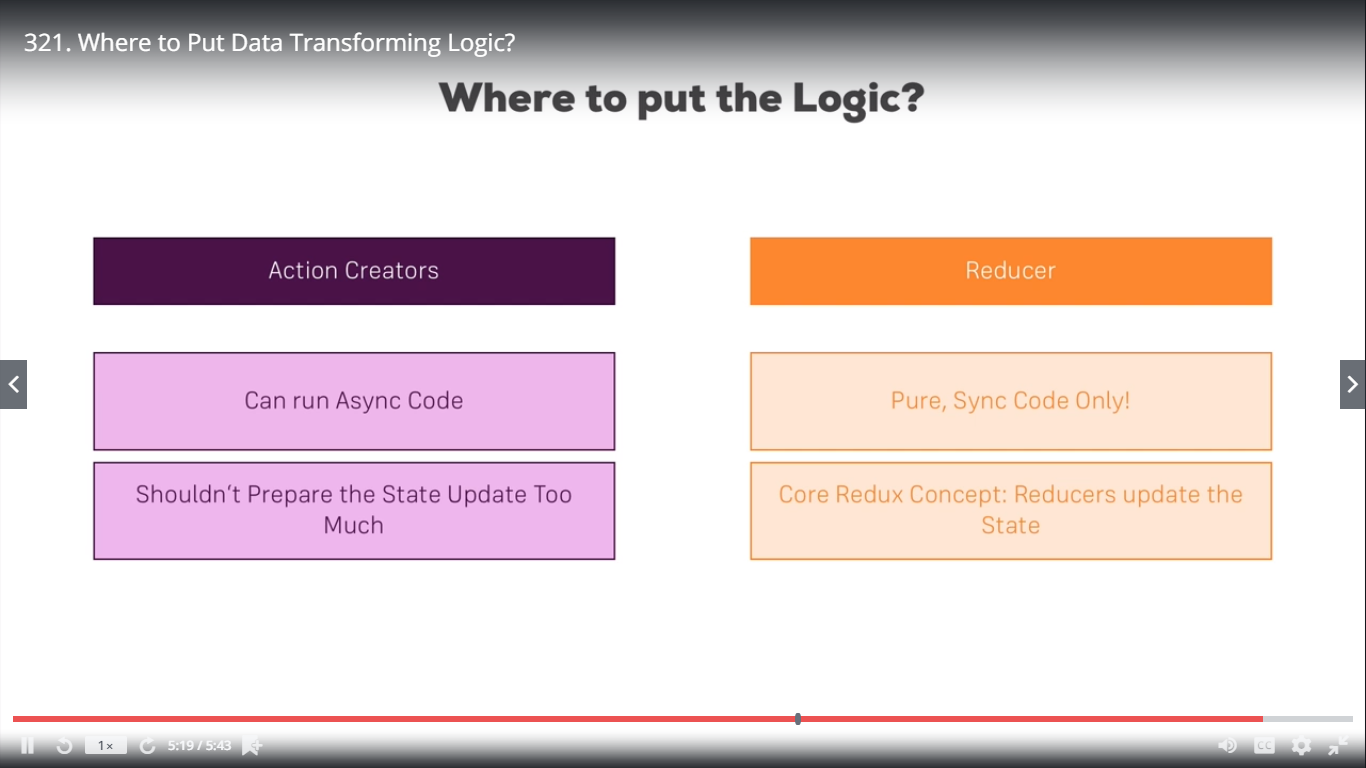 321. Where to Put Data Transforming Logic?
Where to put the Logic?
Action Creators
Reducer
Can run Async Code
Pure, Sync Code Only!
Shouldn't Prepare the State Update Too
Much
Core Redux Concept: Reducers update the
State
1×
5:19 / 5:43
CC